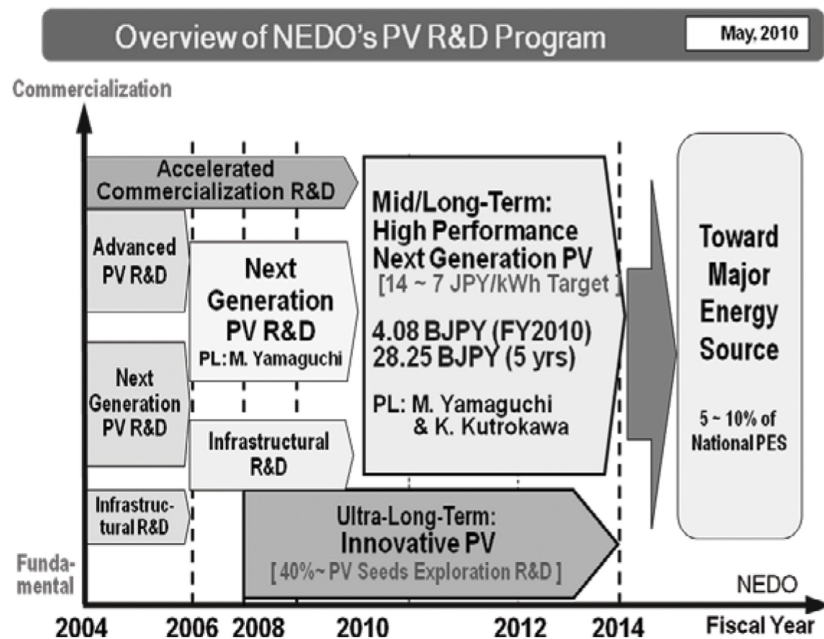 Overview of NEDO's PV R&D Program
May, 2010
Commercialization
Accelerated
Commercialization R&D
Advanced
PV R&D
Next
Generation
PV R&D
PL: M. Yamaguchi
Mid/Long-Term:
High Performance
Next Generation PV
[14 ~ 7 JPY/kWh Target ]
4.08 BJPY (FY2010)
28.25 BJPY (5 yrs)
PL: M. Yamaguchi
& K. Kutrokawa
Toward
Major
Energy
Source
5 ~ 10% of
National PES
Next
Generation
PV R&D
Infrastructural
R&D
Infrastruc-
tural R&D
Ultra-Long-Term:
Innovative PV
[ 40%~ PV Seeds Exploration R&D ]
Funda-
mental
NEDO
2004 2006 2008 2010 2012 2014 Fiscal Year